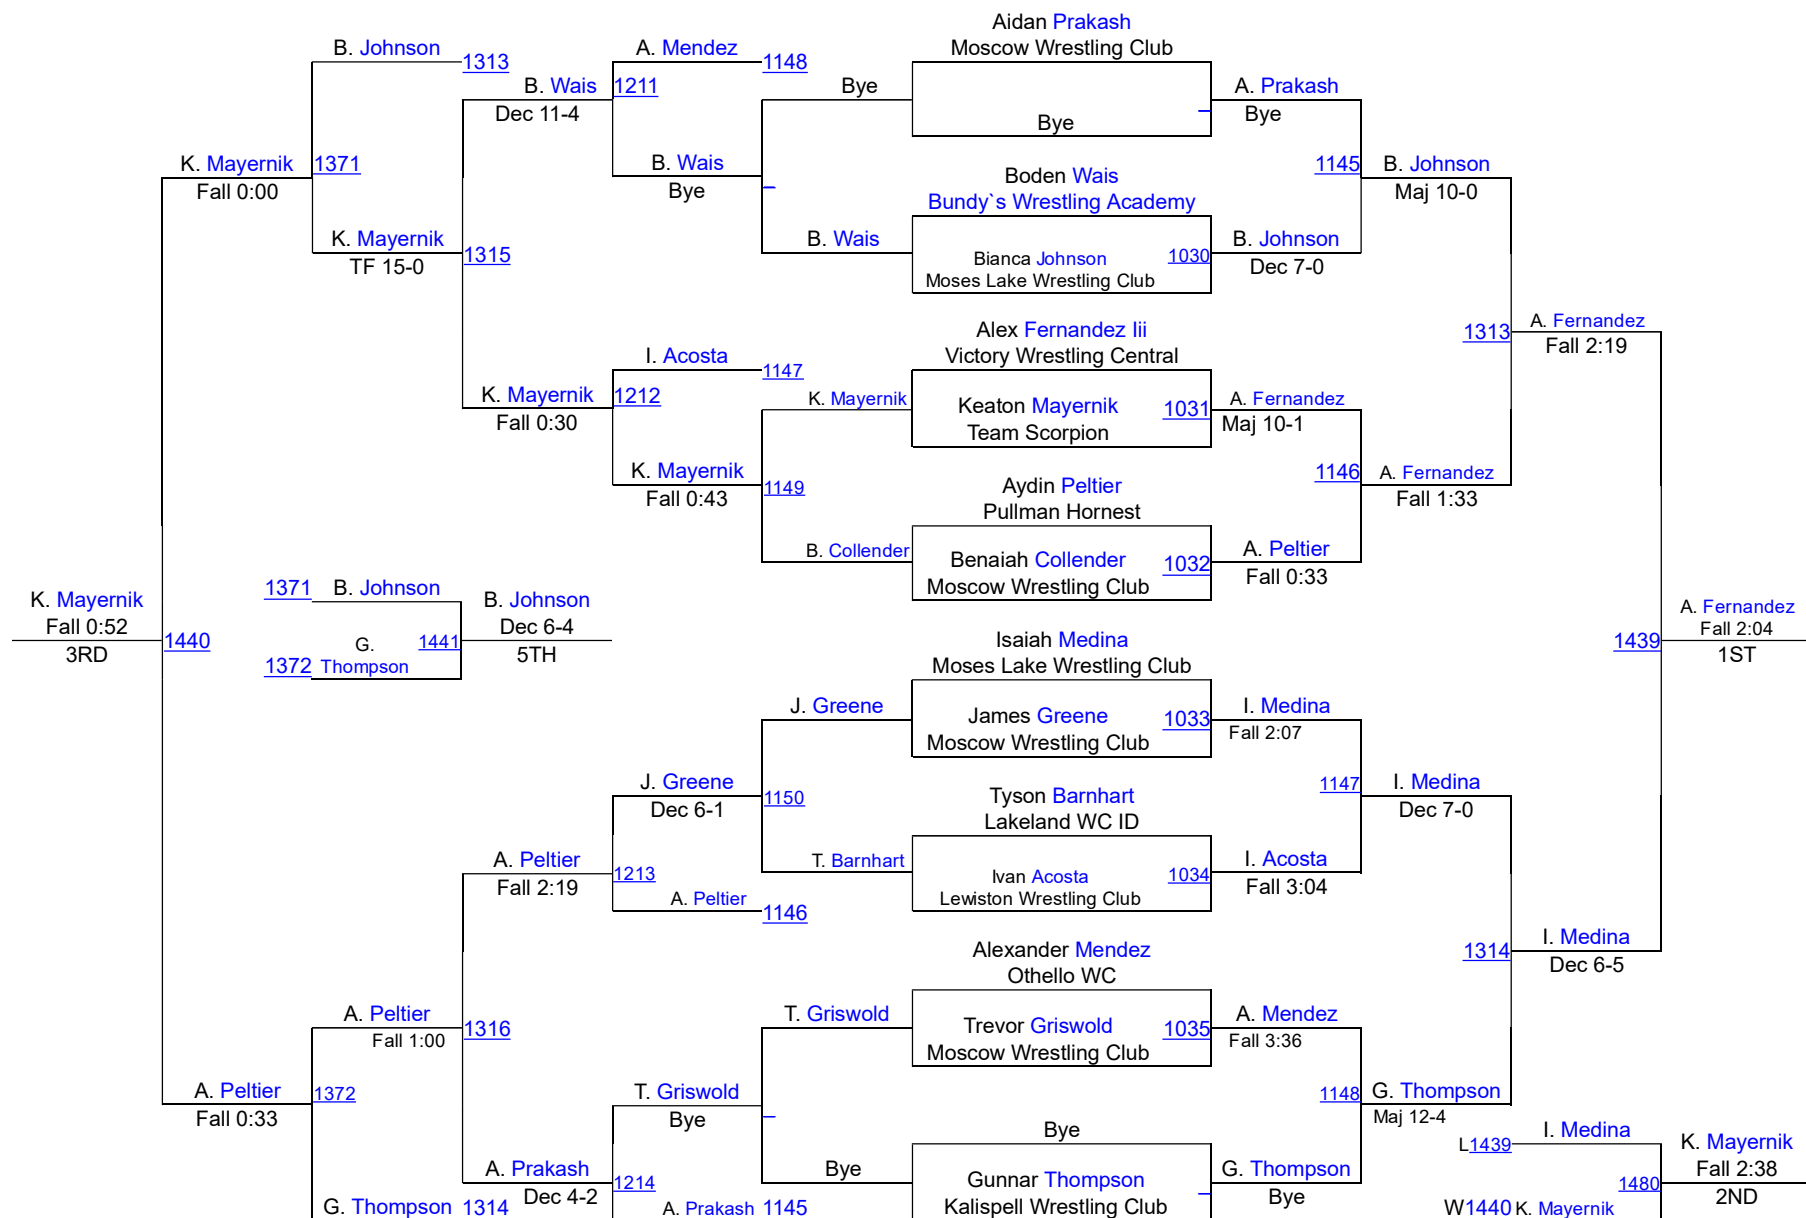 Aidan Prakash
B. Johnson
A. Mendez
Moscow Wrestling Club
1313
1148
B. Wais
1211
Bye
A. Prakash
Dec 11-4
Bye
Bye
K. Mayernik
1371
B. Wais
Boden Wais
1145
B. Johnson
Fall 0:00
Bye
Bundy`s Wrestling Academy
Maj 10-0
K. Mayernik
1315
B. Wais
Bianca Johnson
1030
B. Johnson
TF 15-0
Moses Lake Wrestling Club
Dec 7-0
Alex Fernandez Iii
1313
A. Fernandez
I. Acosta
Victory Wrestling Central
Fall 2:19
1147
K. Mayernik
1212
K. Mayernik
Keaton Mayernik
1031
A. Fernandez
Fall 0:30
Team Scorpion
Maj 10-1
K. Mayernik
1149
Aydin Peltier
1146
A. Fernandez
Fall 0:43
Pullman Hornest
Fall 1:33
B. Collender
Benaiah Collender
1032
A. Peltier
Moscow Wrestling Club
Fall 0:33
1371
B. Johnson
K. Mayernik
B. Johnson
A. Fernandez
Fall 0:52
Dec 6-4
Fall 2:04
3RD
1440
G.
1441
5TH
Isaiah Medina
1439
1ST
1372
Thompson
Moses Lake Wrestling Club
J. Greene
James Greene
1033
I. Medina
Moscow Wrestling Club
Fall 2:07
J. Greene
1150
Tyson Barnhart
1147
I. Medina
Dec 6-1
Lakeland WC ID
Dec 7-0
A. Peltier
1213
T. Barnhart
Ivan Acosta
1034
I. Acosta
Fall 2:19
A. Peltier
1146
Lewiston Wrestling Club
Fall 3:04
Alexander Mendez
1314
I. Medina
Othello WC
Dec 6-5
A. Peltier
1316
T. Griswold
Trevor Griswold
1035
A. Mendez
Fall 1:00
Moscow Wrestling Club
Fall 3:36
A. Peltier
1372
T. Griswold
1148
G. Thompson
Fall 0:33
Bye
Maj 12-4
Bye
L1439
I. Medina
K. Mayernik
A. Prakash
1214
Bye
Gunnar Thompson
G. Thompson
Fall 2:38
Dec 4-2
Kalispell Wrestling Club
Bye
1480
2ND
G. Thompson 1314
A. Prakash 1145
W1440 K. Mayernik